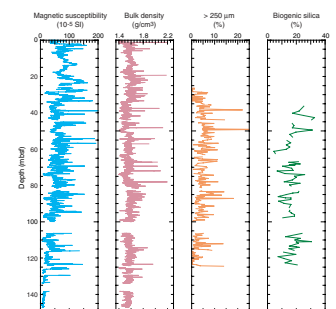 Magnetic susceptibility
(10-5 SI)
Bulk density
(g/cm3)
> 250 µm
(%)
Biogenic silica
(%)
0 100 200
1.4 1.8 2.2
0 10 20
0 20 40
Depth (mbsf)
0
20
40
60
80
100
120
140